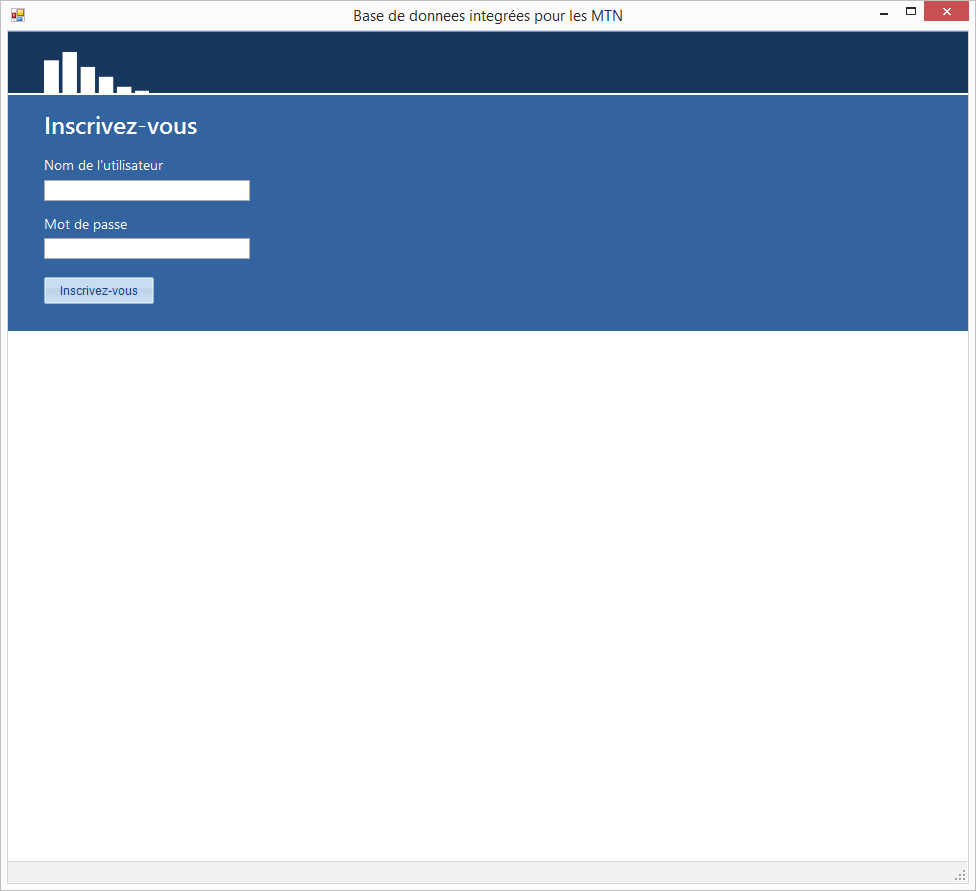 Base de donnees integrées pour les MTN
Inscrivez-vous
Nom de l'utilisateur
Mot de passe
Inscrivez-vous